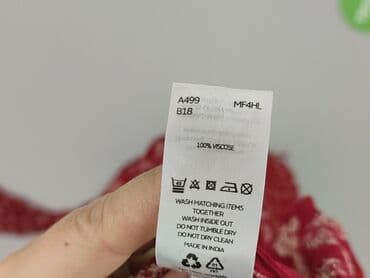 A499 MF4HL
B18
100% VISCOSE
WASH MATCHING ITEMS
TOGETHER
WASH INSIDE OUT
DO NOT TUMBLE DRY
DO NOT DRY CLEAN
MADE IN INDIA